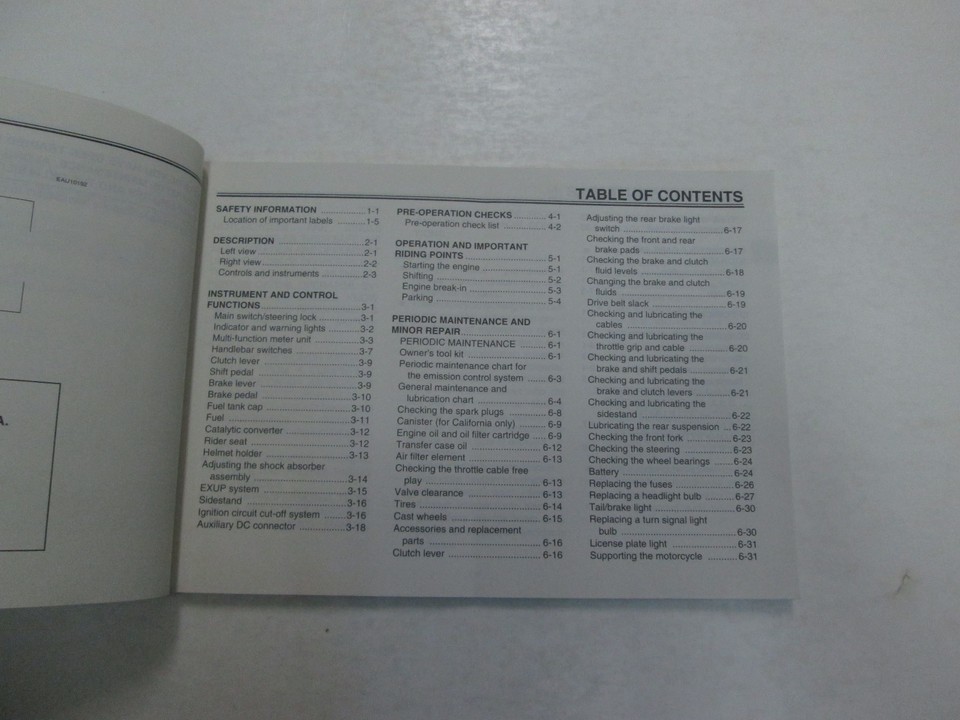 A.
TABLE OF CONTENTS
SAFETY INFORMATION ..................1-1
Location of important labels ..........1-5
DESCRIPTION ..................2-1
Left view ..................2-1
Right view ..................2-2
Controls and instruments ..................2-3
INSTRUMENT AND CONTROL
FUNCTIONS ..................3-1
Main switch/steering lock ..................3-1
Indicator and warning lights ..........3-2
Multi-function meter unit ..................3-3
Handlebar switches ..................3-7
Clutch lever ..................3-9
Shift pedal ..................3-9
Brake lever ..................3-9
Brake pedal ..................3-10
Fuel tank cap ..................3-10
Fuel ..................3-11
Catalytic converter ..................3-12
Rider seat ..................3-12
Helmet holder ..................3-13
Adjusting the shock absorber
assembly ..................3-14
EXUP system ..................3-15
Sidestand ..................3-16
Ignition circuit cut-off system ........3-16
Auxiliary DC connector ..................3-18
PRE-OPERATION CHECKS ..........4-1
Pre-operation check list ..................4-2
OPERATION AND IMPORTANT
RIDING POINTS ..................5-1
Starting the engine ..................5-1
Shifting ..................5-2
Engine break-in ..................5-3
Parking ..................5-4
PERIODIC MAINTENANCE AND
MINOR REPAIR ..................6-1
PERIODIC MAINTENANCE ........6-1
Owner's tool kit ..................6-1
Periodic maintenance chart for
the emission control system .......6-3
General maintenance and
lubrication chart ..................6-4
Checking the spark plugs ..........6-8
Canister (for California only) ........6-9
Engine oil and oil filter cartridge .....6-9
Transfer case oil ..................6-12
Air filter element ..................6-13
Checking the throttle cable free
play ..................6-13
Valve clearance ..................6-13
Tires ..................6-14
Cast wheels ..................6-15
Accessories and replacement
parts ..................6-16
Clutch lever ..................6-16
Adjusting the rear brake light
switch ..................6-17
Checking the front and rear
brake pads ..................6-17
Checking the brake and clutch
fluid levels ..................6-18
Changing the brake and clutch
fluids ..................6-19
Drive belt slack ..................6-19
Checking and lubricating the
cables ..................6-20
Checking and lubricating the
throttle grip and cable ..................6-20
Checking and lubricating the
brake and shift pedals ..................6-21
Checking and lubricating the
brake and clutch levers ..................6-21
Checking and lubricating the
sidestand ..................6-22
Lubricating the rear suspension ...6-22
Checking the front fork ..................6-23
Checking the steering ..................6-23
Checking the wheel bearings ........6-24
Battery ..................6-24
Replacing the fuses ..................6-26
Replacing a headlight bulb ..........6-27
Tail/brake light ..................6-30
Replacing a turn signal light
bulb ..................6-30
License plate light ..................6-31
Supporting the motorcycle ..........6-31